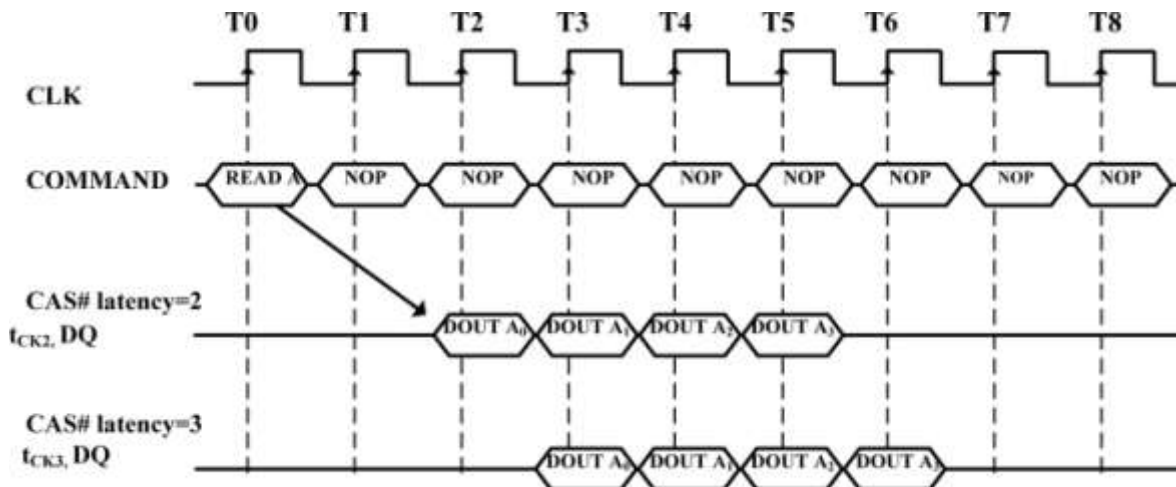 T0 T1 T2 T3 T4 T5 T6 T7 T8
CLK
COMMAND READ A NOP NOP NOP NOP NOP NOP NOP NOP
CAS# latency=2
tCK2, DQ DOUT A0 DOUT A1 DOUT A2 DOUT A3
CAS# latency=3
tCK3, DQ DOUT A0 DOUT A1 DOUT A2 DOUT A3